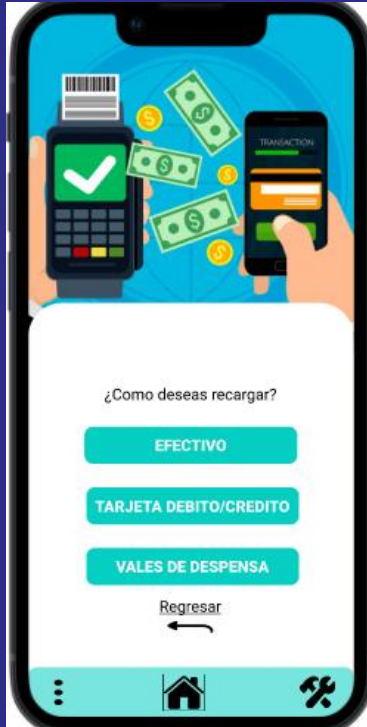 TRANSACTION
¿Como deseas recargar?
EFECTIVO
TARJETA DEBITO/CREDITO
VALES DE DESPENSA
Regresar